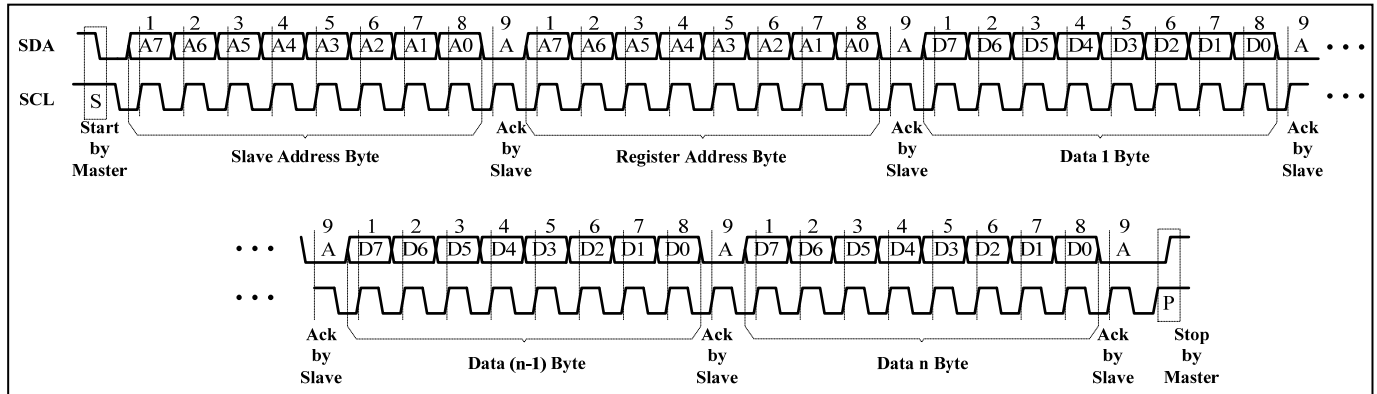 1 2 3 4 5 6 7 8 9 1 2 3 4 5 6 7 8 9 1 2 3 4 5 6 7 8 9
SDA A7 A6 A5 A4 A3 A2 A1 A0 A A7 A6 A5 A4 A3 A2 A1 A0 A D7 D6 D5 D4 D3 D2 D1 D0 A • • •
SCL S • • •
Start by Master
Slave Address Byte
Ack by Slave
Register Address Byte
Ack by Slave
Data 1 Byte
Ack by Slave
9 1 2 3 4 5 6 7 8 9 1 2 3 4 5 6 7 8 9
• • • A D7 D6 D5 D4 D3 D2 D1 D0 A D7 D6 D5 D4 D3 D2 D1 D0 A
• • • P
Ack by Slave
Data (n-1) Byte
Ack by Slave
Data n Byte
Ack by Slave
Stop by Master